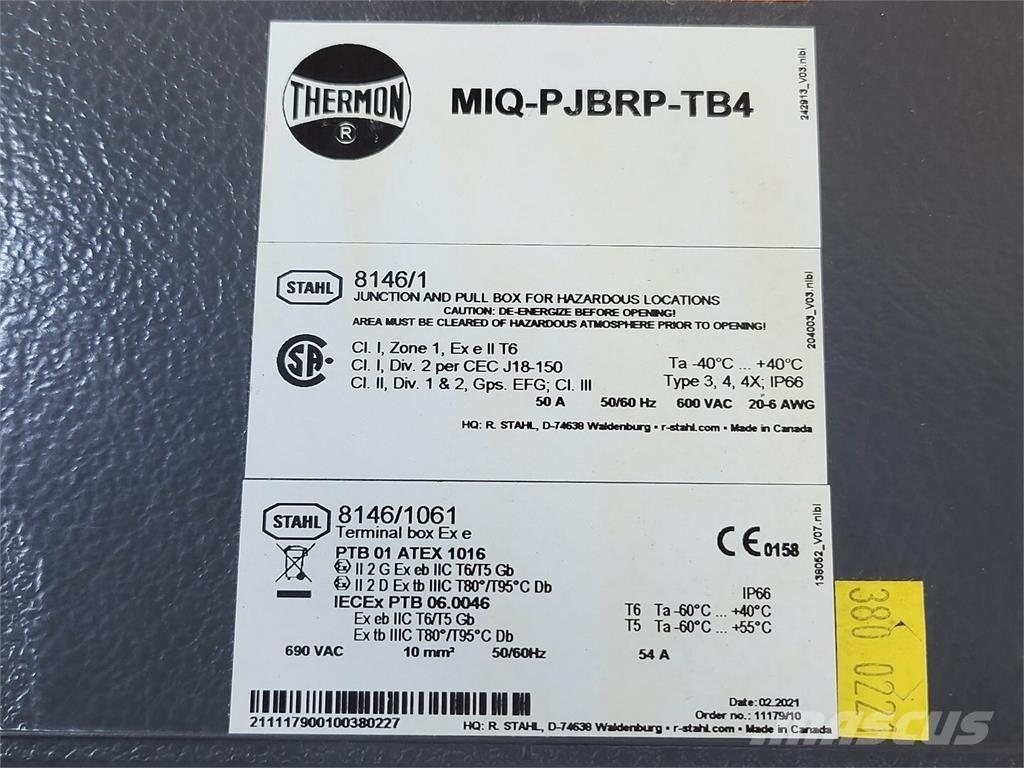 THERMON
R
MIQ-PJBRP-TB4
242913_V03.nlbl
STAHL
8146/1
JUNCTION AND PULL BOX FOR HAZARDOUS LOCATIONS
CAUTION: DE-ENERGIZE BEFORE OPENING!
AREA MUST BE CLEARED OF HAZARDOUS ATMOSPHERE PRIOR TO OPENING!
SA
Cl. I, Zone 1, Ex e II T6
Cl. I, Div. 2 per CEC J18-150
Cl. II, Div. 1 & 2, Gps. EFG; Cl. III
Ta -40°C ... +40°C
Type 3, 4, 4X; IP66
50 A 50/60 Hz 600 VAC 20-6 AWG
HQ: R. STAHL, D-74638 Waldenburg • r-stahl.com • Made in Canada
204003_V03.nlbl
STAHL
8146/1061
Terminal box Ex e
PTB 01 ATEX 1016
Ex II 2 G Ex eb IIC T6/T5 Gb
Ex II 2 D Ex tb IIIC T80°/T95°C Db
IECEx PTB 06.0046
Ex eb IIC T6/T5 Gb
Ex tb IIIC T80°/T95°C Db
CE 0158
IP66
T6 Ta -60°C ... +40°C
T5 Ta -60°C ... +55°C
690 VAC 10 mm² 50/60Hz 54 A
138052_V07.nlbl
211117900100380227
Date: 02.2021
Order no.: 11179/10
HQ: R. STAHL, D-74638 Waldenburg • r-stahl.com • Made in Canada
380 0221
MASCUS